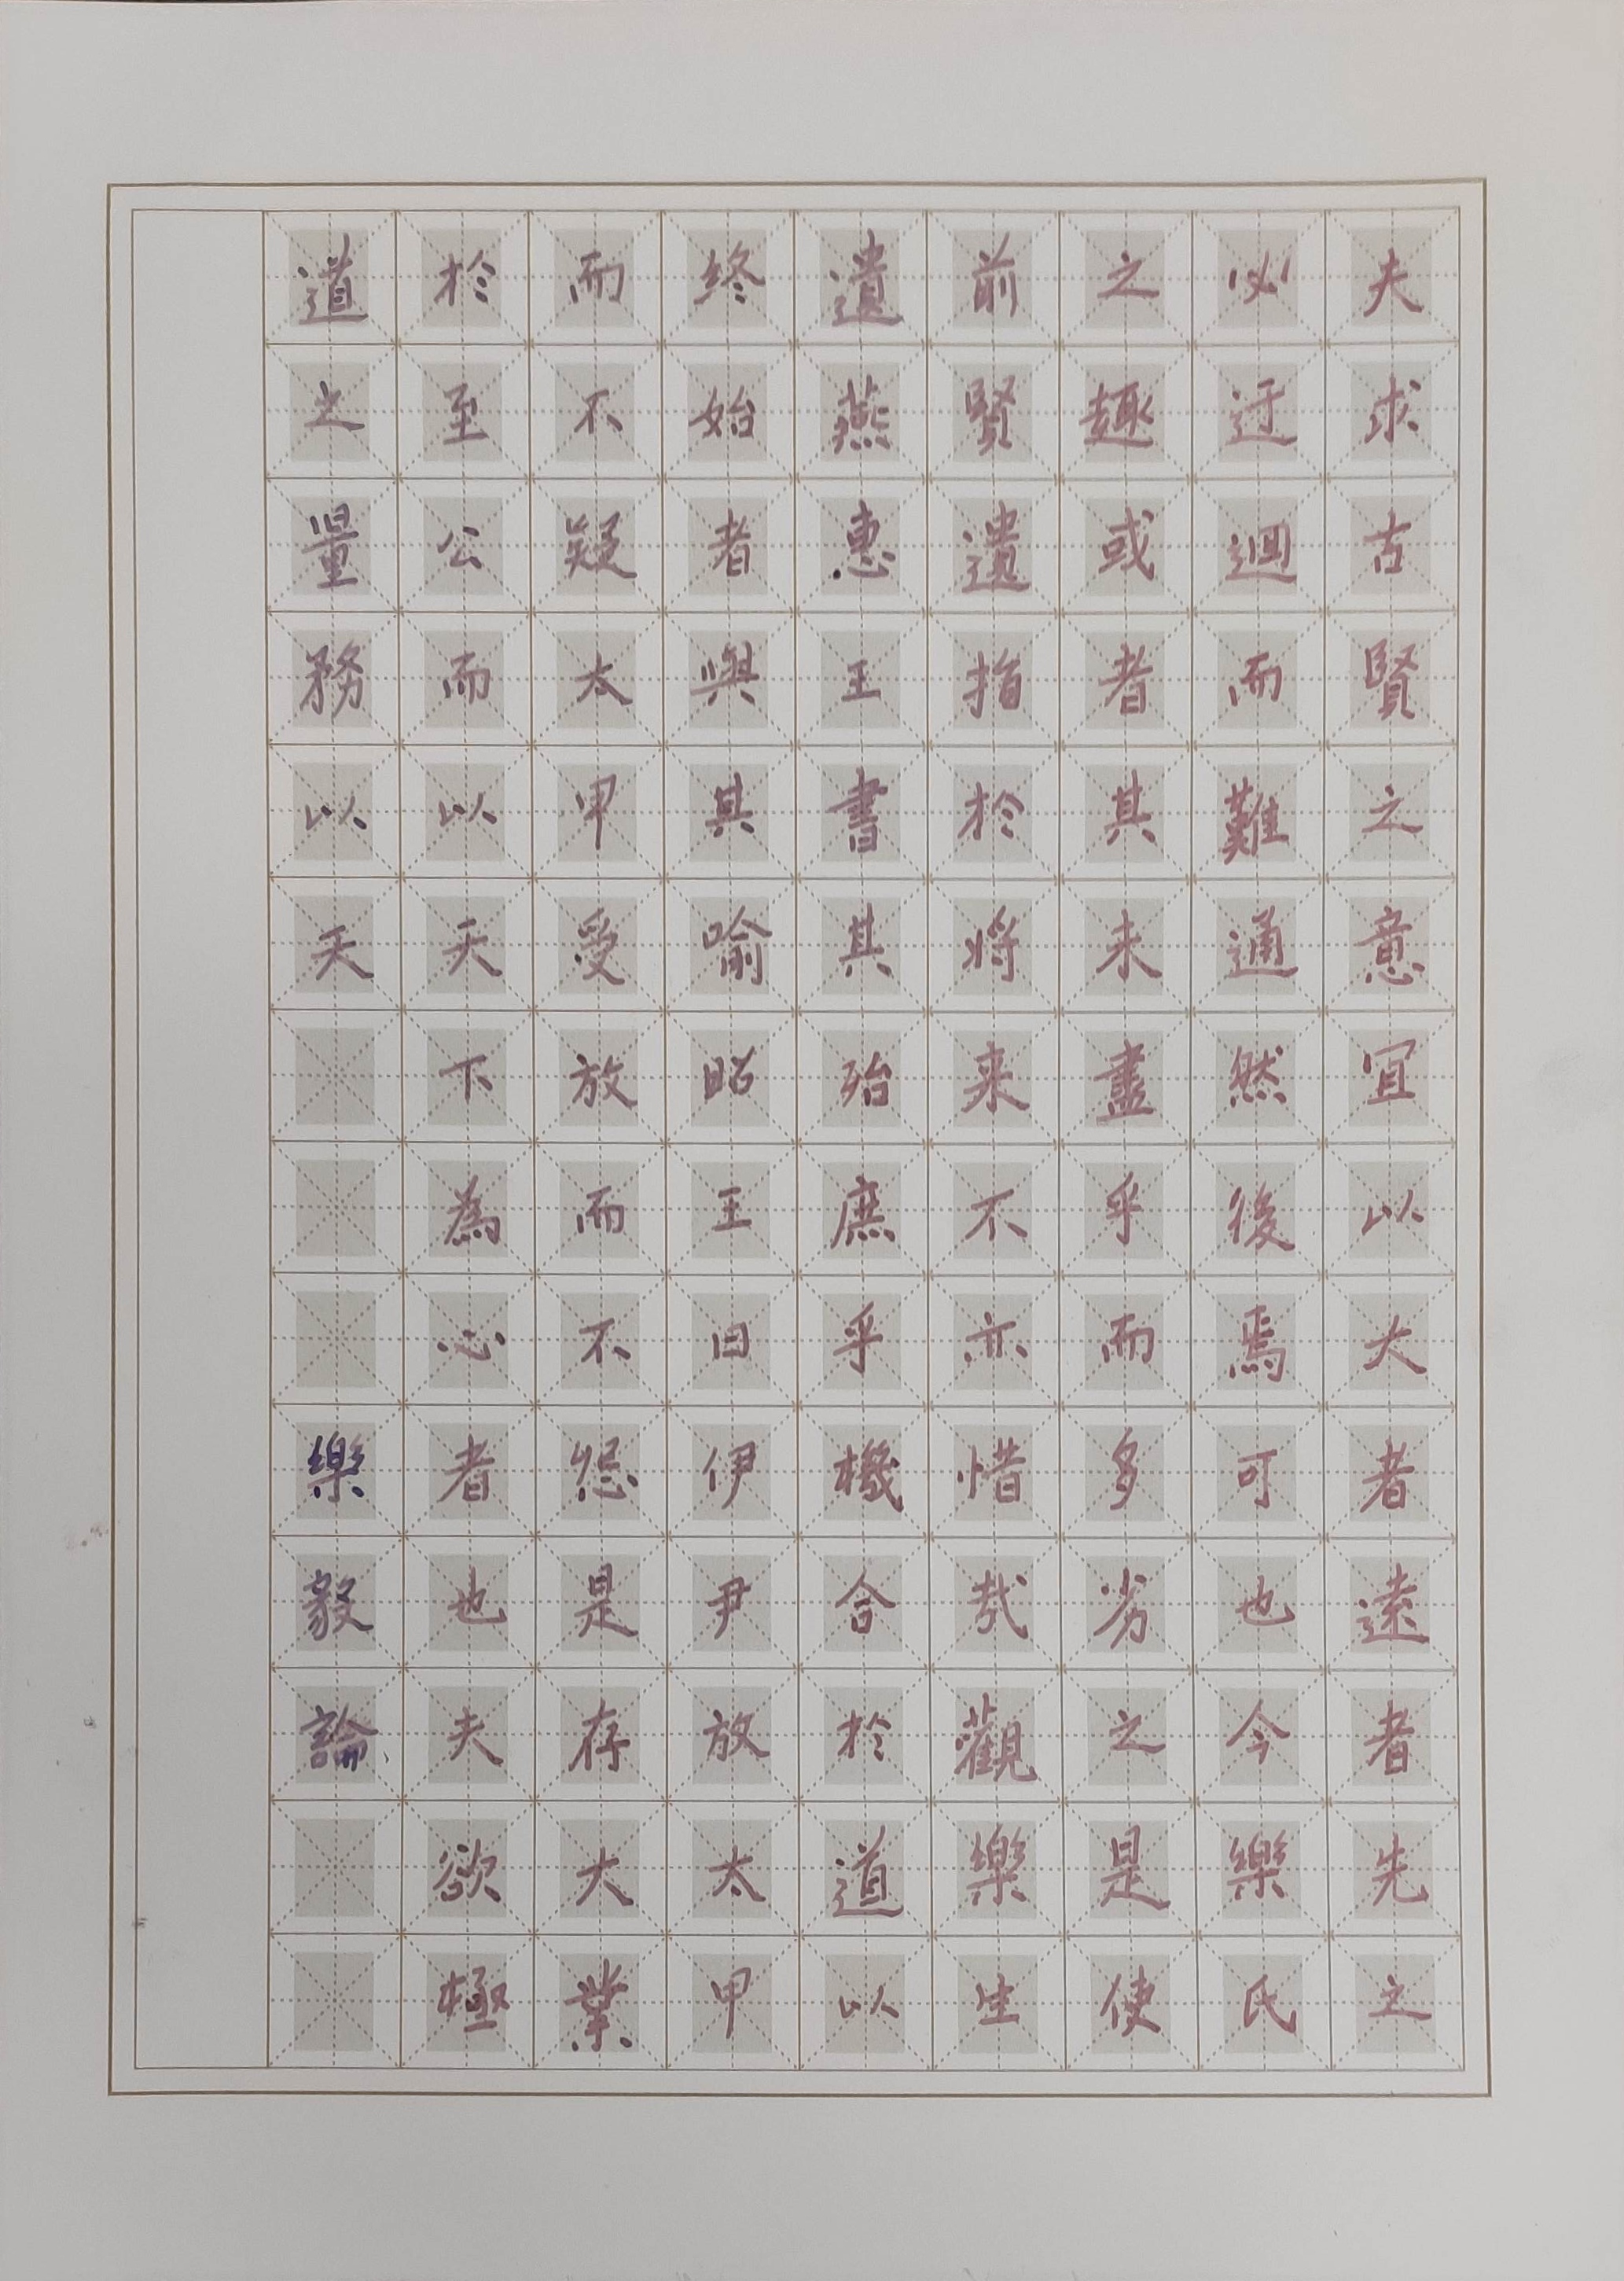 夫求古賢之意宜以大者遠者先之
必迂迴而難通然後焉可也今樂氏
之趣或者其未盡乎而多劣之是使
前賢遺指於將来不亦惜哉觀樂生
遺燕惠王書其殆庶乎機合於道以
终始者與其喻昭王曰伊尹放太甲
而不疑太甲受放而不怨是存大業
於至公而以天下為心者也夫欲極
道之量務以天
樂毅論